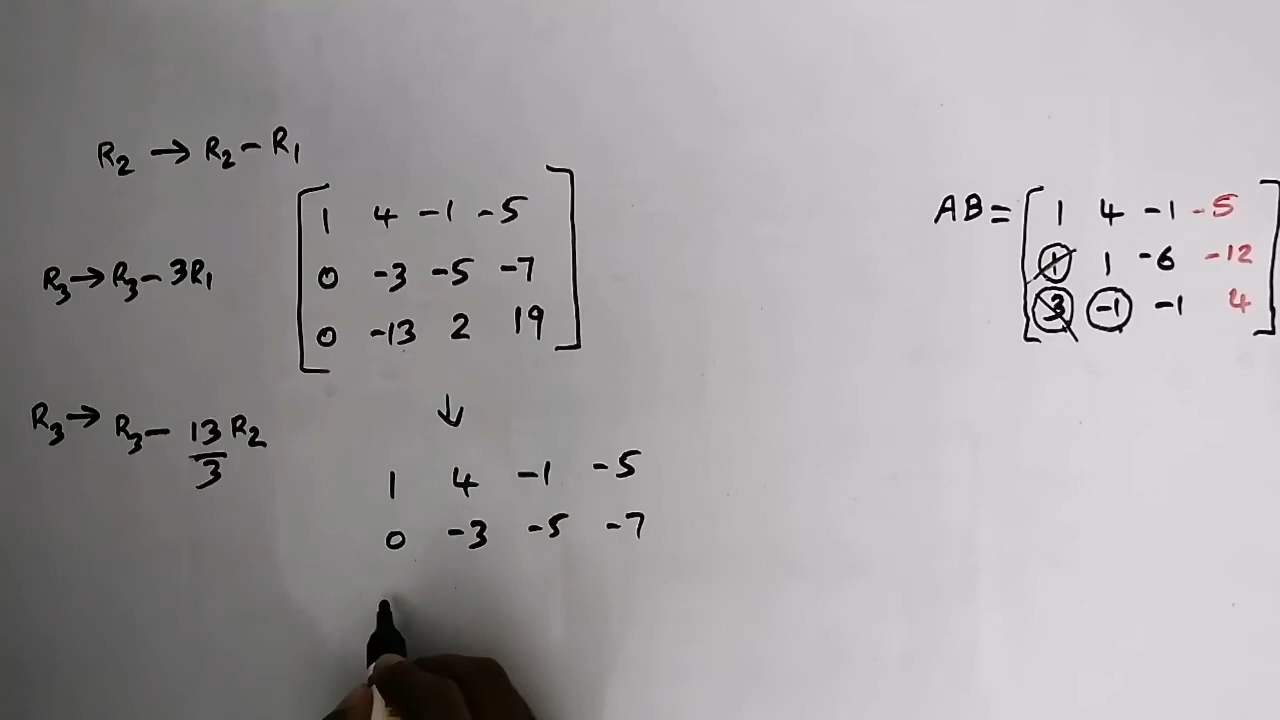 R2 → R2 - R1
1 4 -1 -5
R3 → R3 - 3R1
0 -3 -5 -7
0 -13 2 19
↓
R3 → R3 - 13/3 R2
1 4 -1 -5
0 -3 -5 -7
AB =
1 4 -1 -5
1 1 -6 -12
3 -1 -1 4